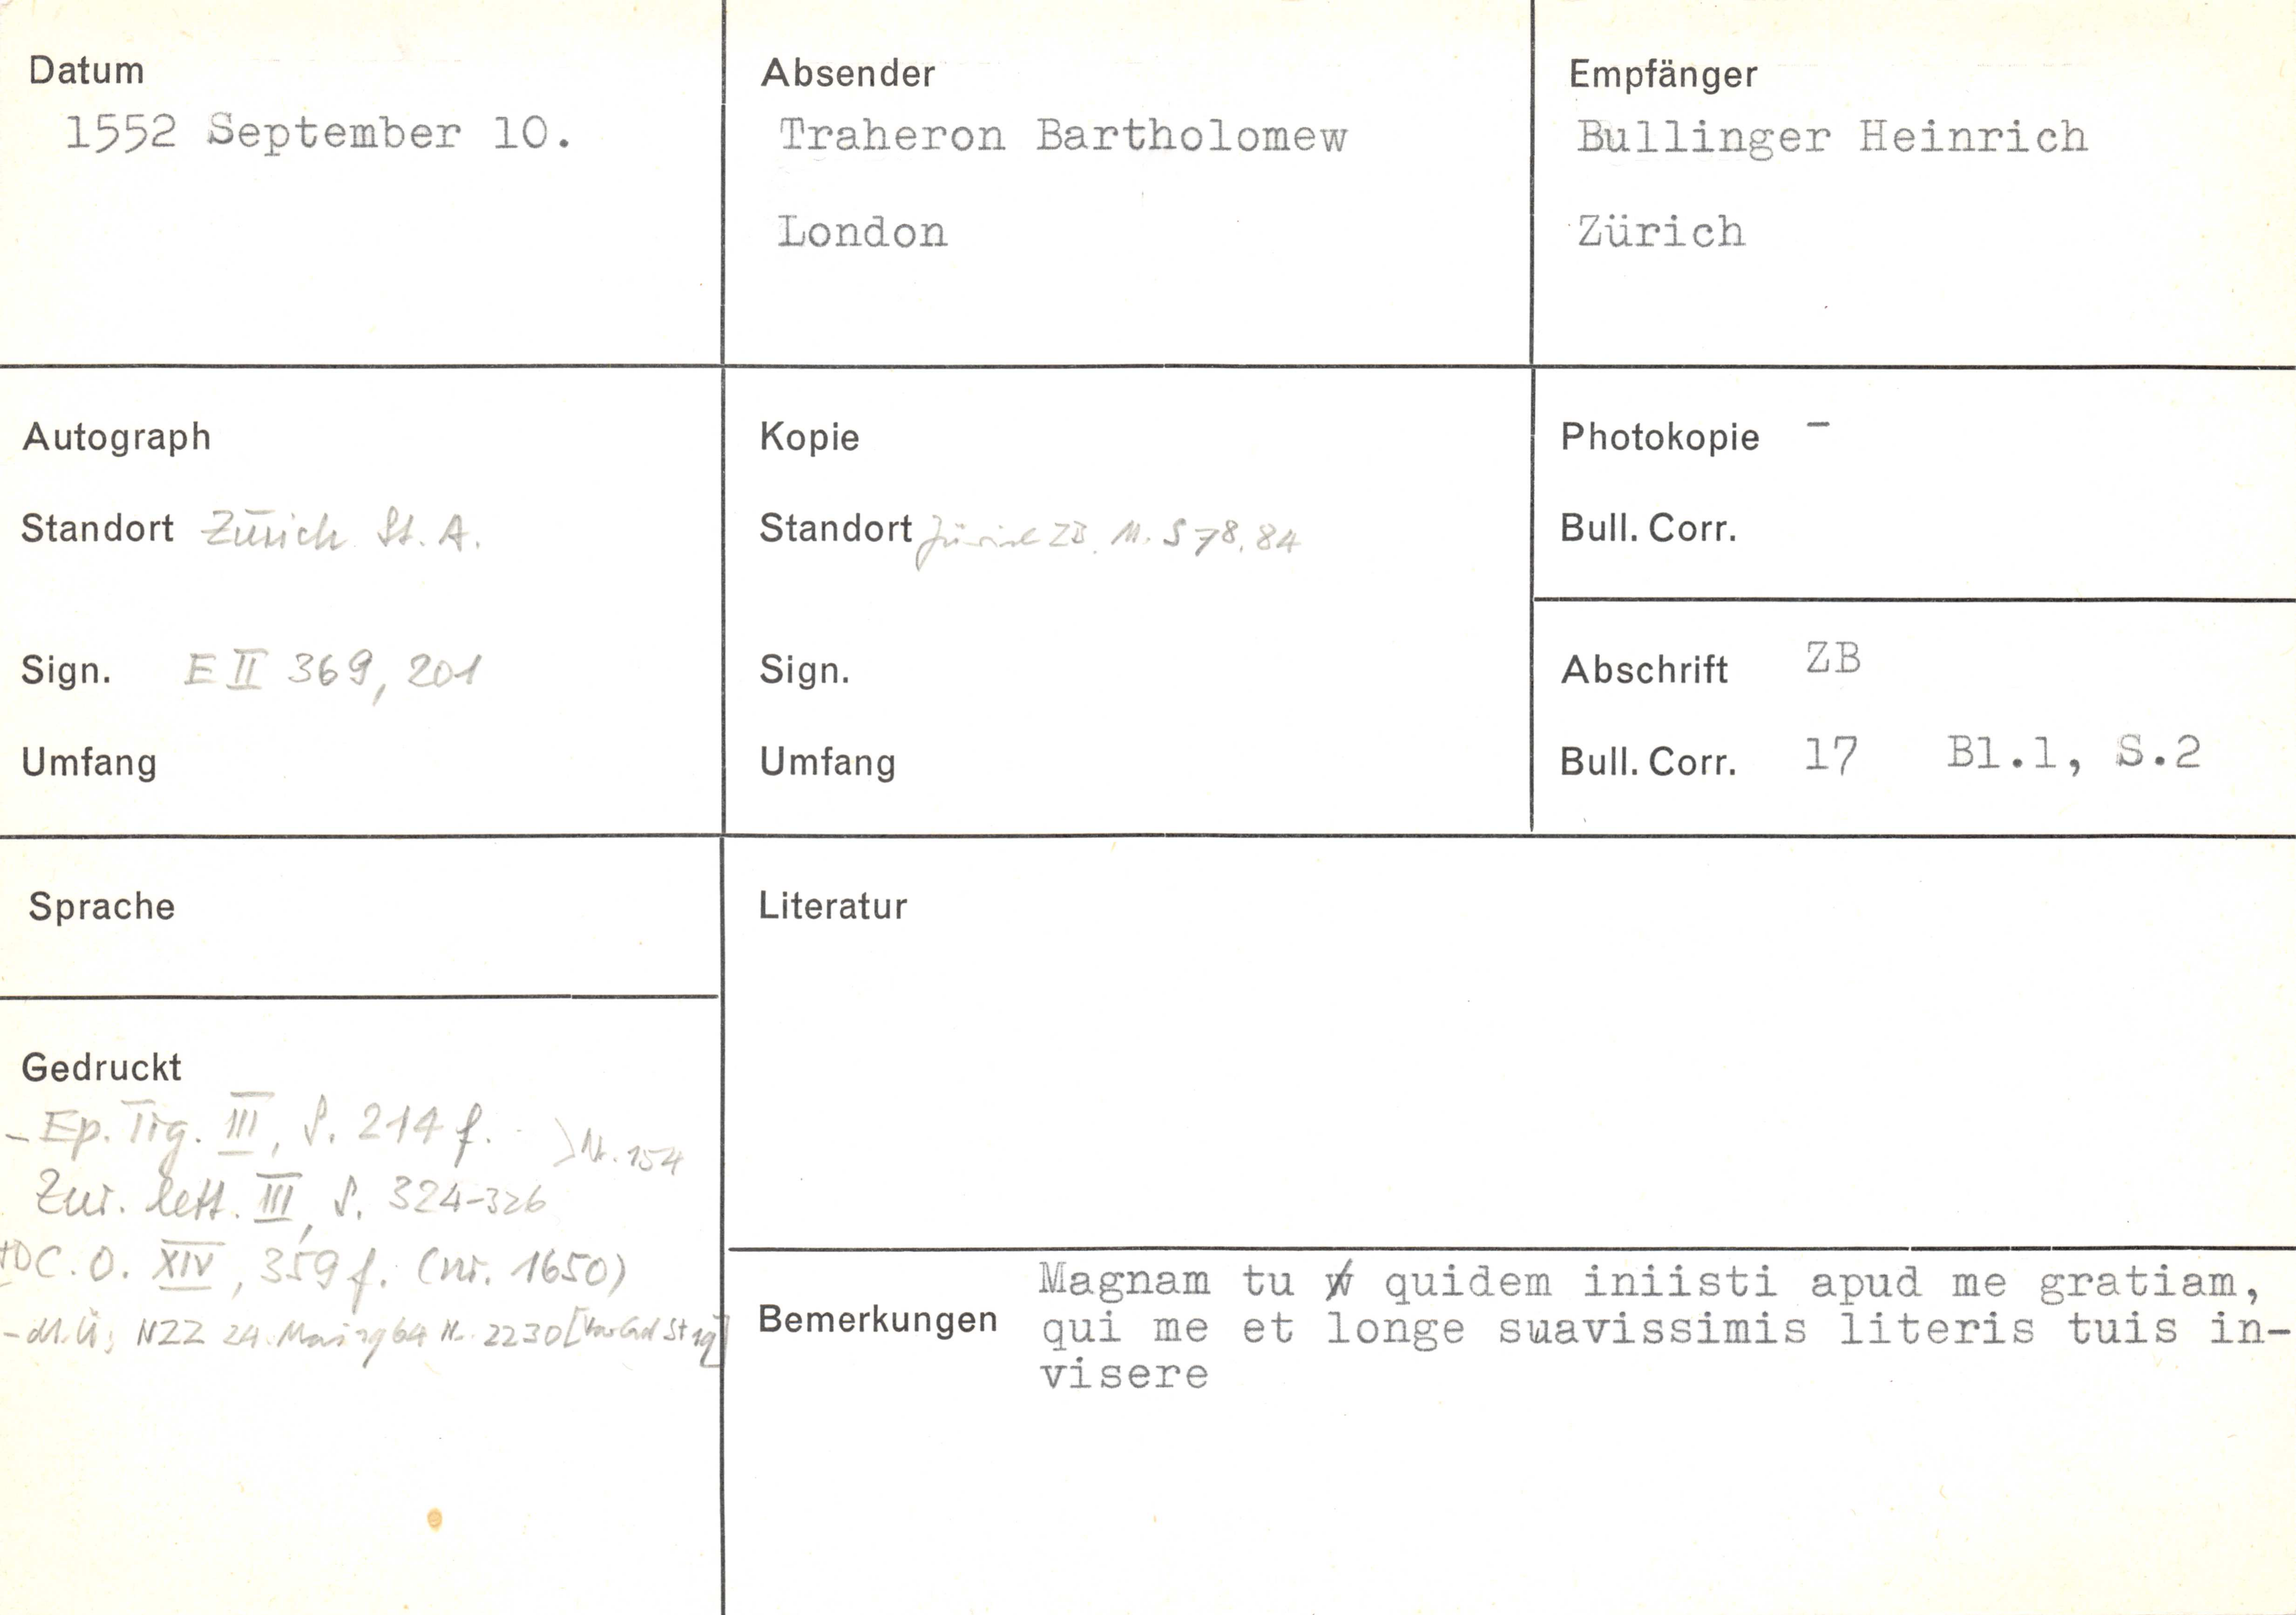 Datum
1552 September 10.
Absender
Traheron Bartholomew
London
Empfänger
Bullinger Heinrich
Zürich
Autograph
Standort Zürich St. A.
Sign. E II 369, 201
Umfang
Kopie
Standort Zürich ZB. M. S 78, 84
Sign.
Umfang
Photokopie -
Bull. Corr.
Abschrift ZB
Bull. Corr. 17 Bl.1, S.2
Sprache
Literatur
Gedruckt
- Ep. Tig. III, S. 214 f.
> Nr. 154
Zur. lett. III, S. 324-326
C. O. XIV, 359 f. (nr. 1650)
- dt. Ü; NZZ 24. Mai 1964 Nr. 2230
Bemerkungen
Magnam tu quidem iniisti apud me gratiam,
qui me et longe suavissimis literis tuis in-
visere